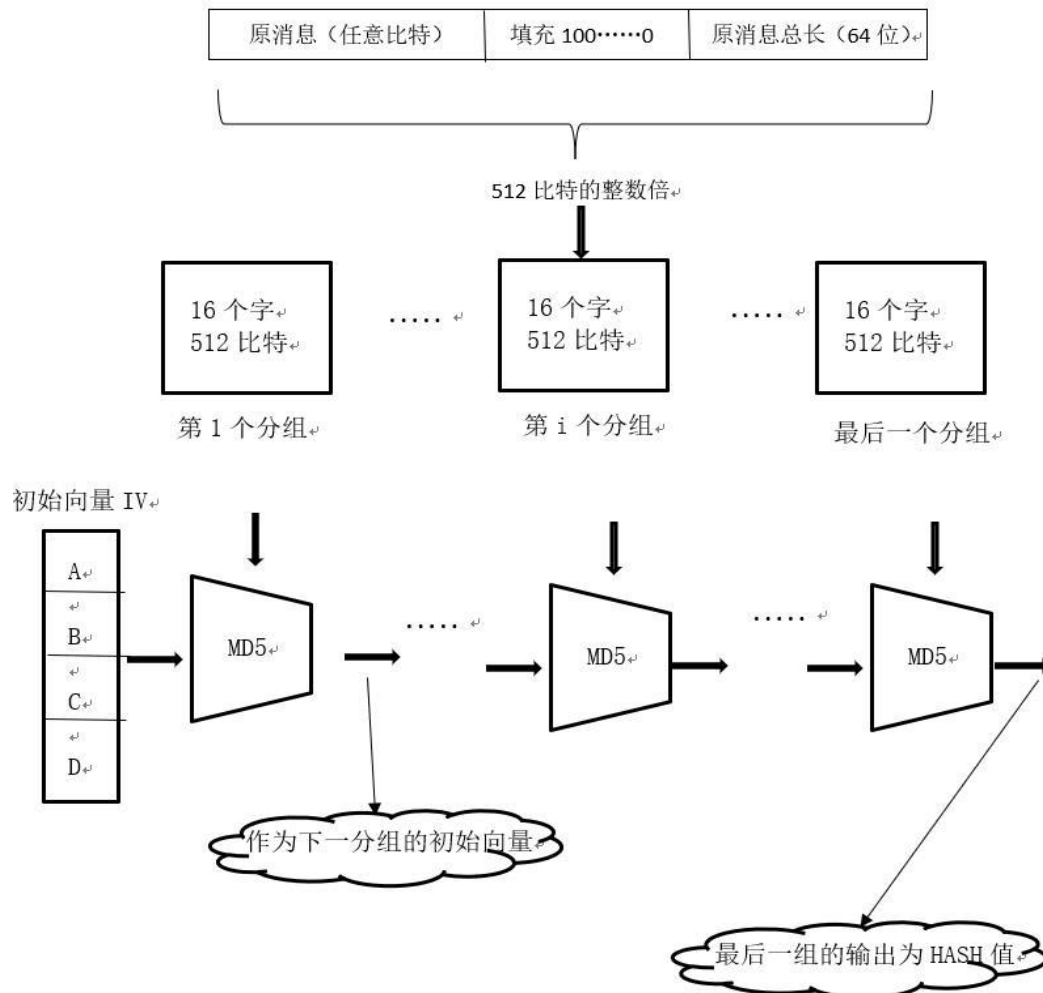 原消息（任意比特） 填充 100……0 原消息总长（64 位）
512 比特的整数倍
16 个字
512 比特
.....
16 个字
512 比特
.....
16 个字
512 比特
第 1 个分组
第 i 个分组
最后一个分组
初始向量 IV
A
B
C
D
MD5
.....
MD5
.....
MD5
作为下一分组的初始向量
最后一组的输出为 HASH 值